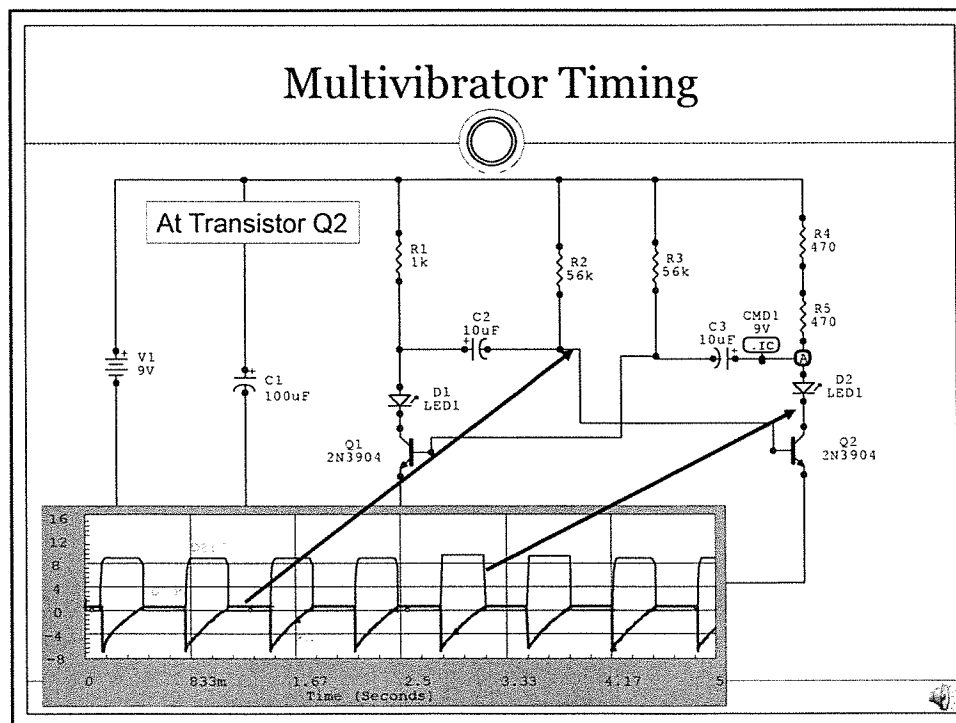 Multivibrator Timing
At Transistor Q2
R1
1k
R2
56k
R3
56k
R4
470
R5
470
C2
10uF
C3
10uF
CMD1
9V
.IC
A
V1
9V
C1
100uF
D1
LED1
D2
LED1
Q1
2N3904
Q2
2N3904
16
12
8
4
0
-4
-8
0
833m
1.67
2.5
3.33
4.17
5
Time (Seconds)